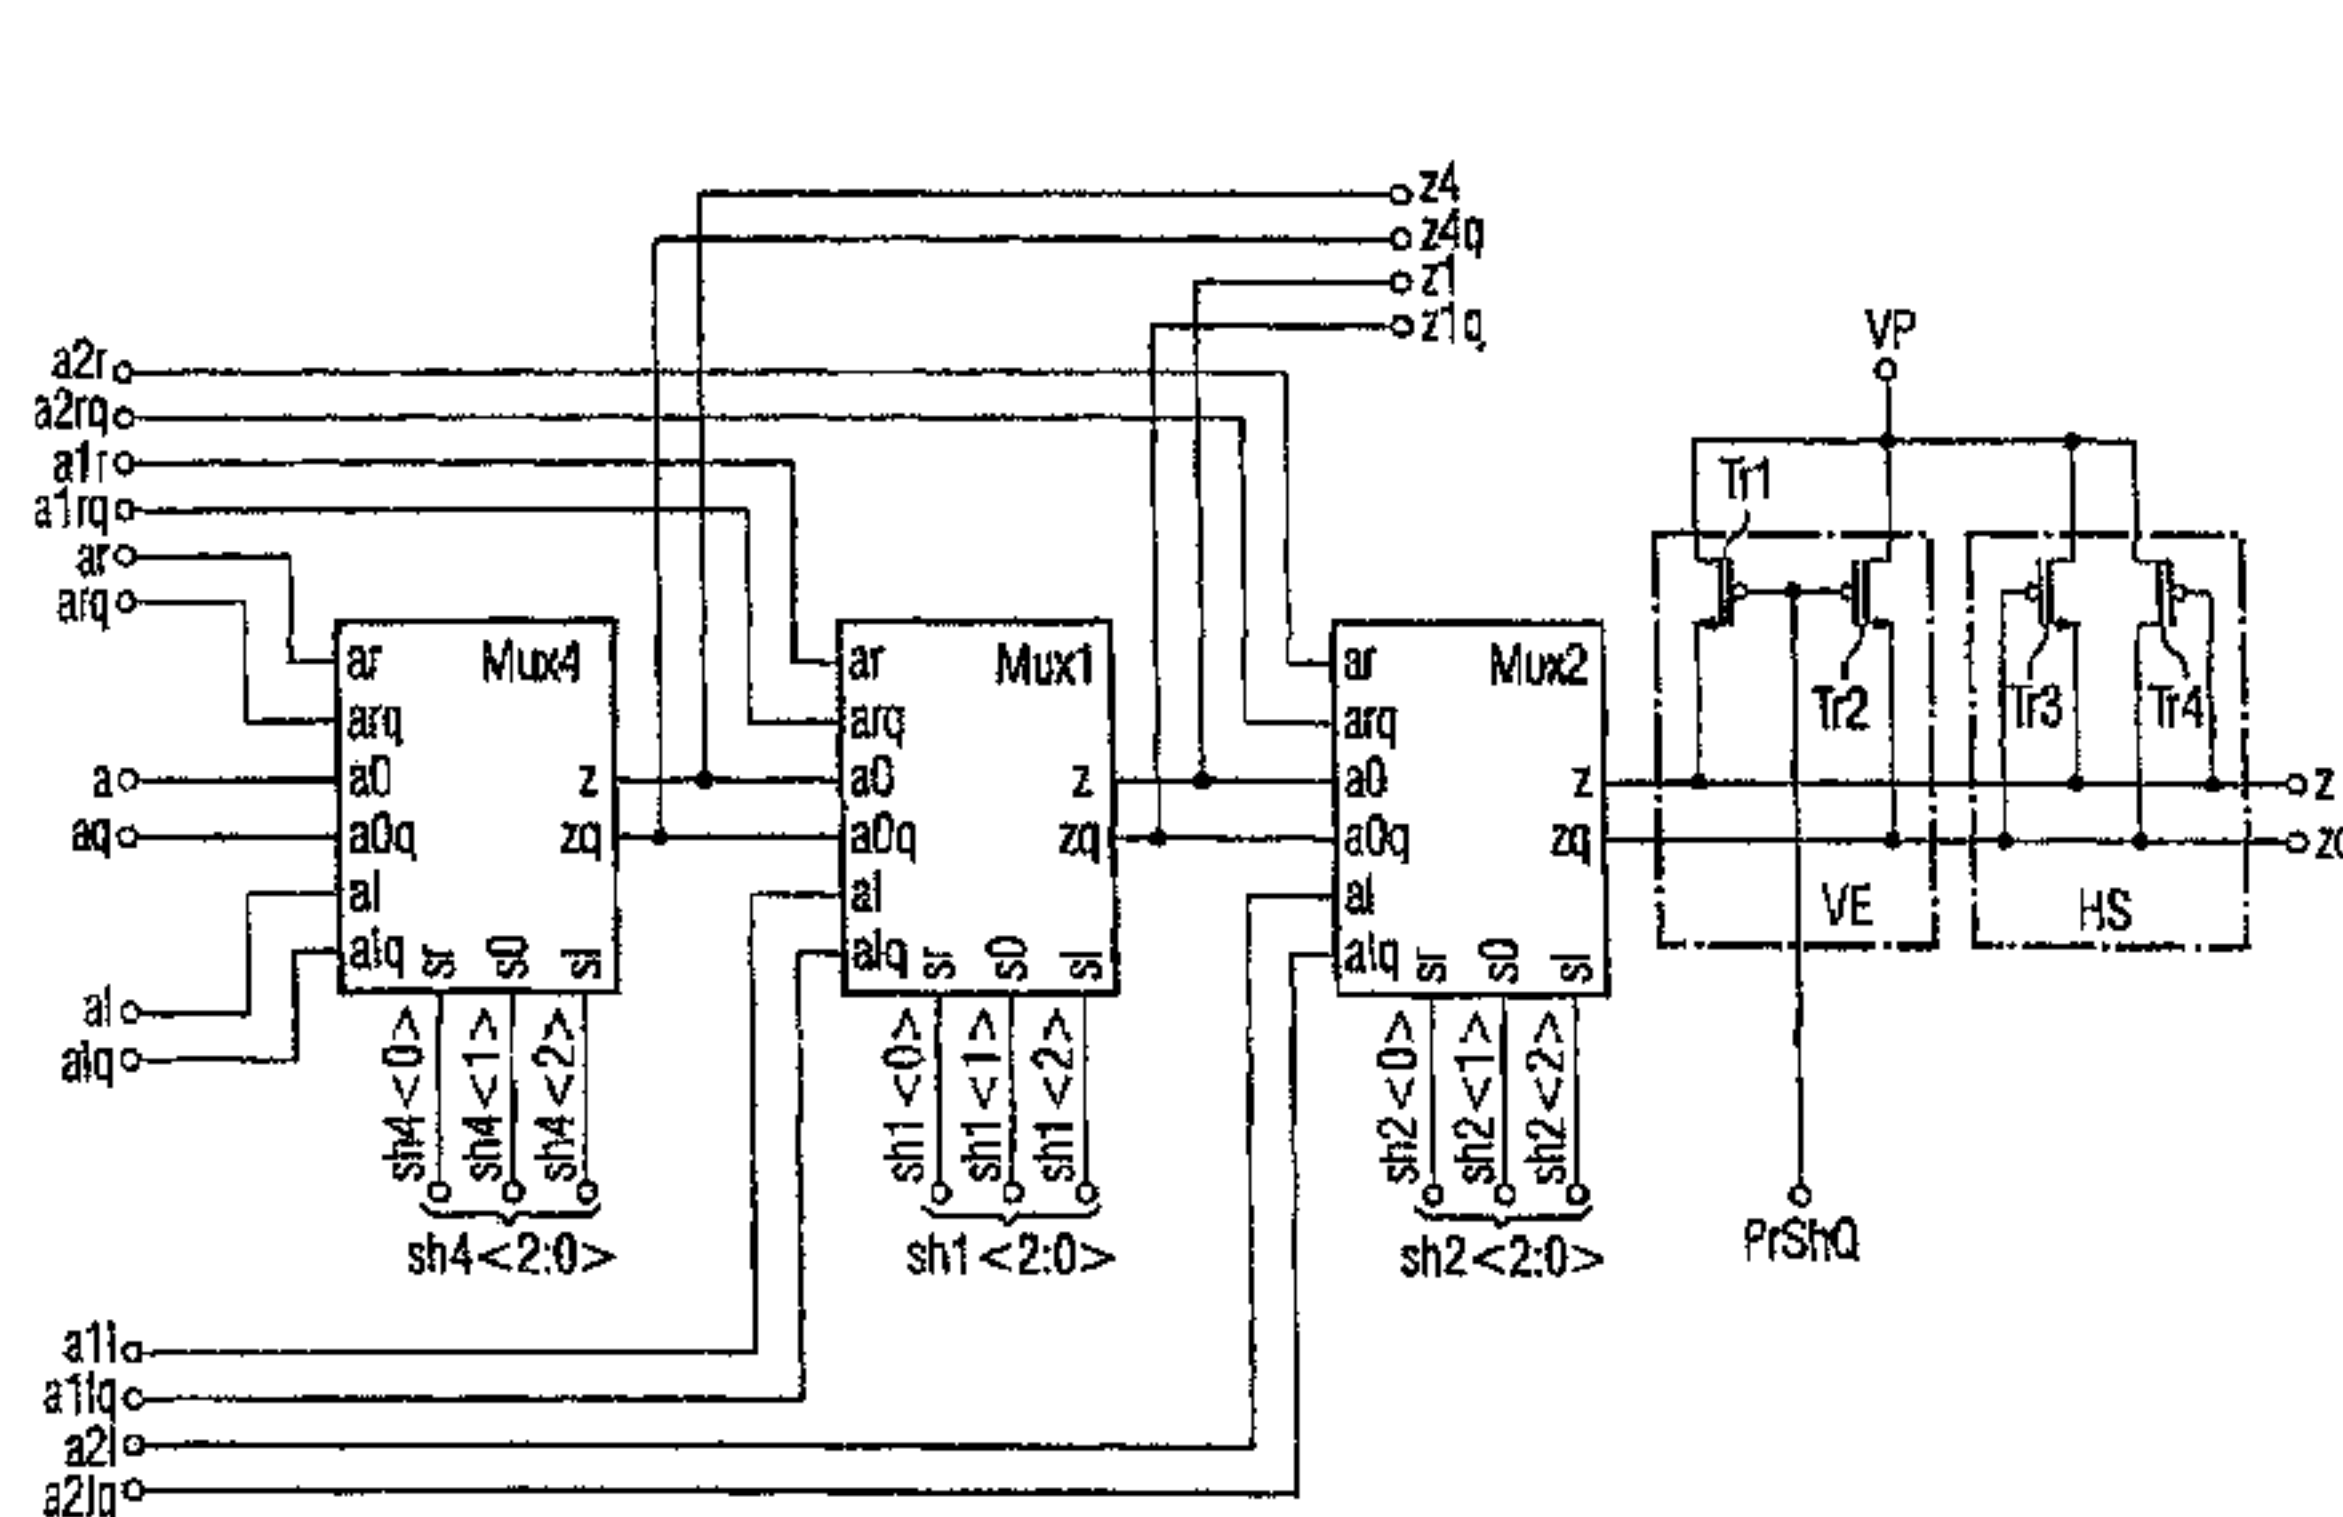 z4
z4q
z1
z1q
VP
a2r
a2rq
a1r
a1rq
ar
arq
a
aq
al
alq
a1l
a1lq
a2l
a2lq
Mux4
ar
arq
a0
a0q
al
alq
z
zq
sr
s0
sl
sh4<0>
sh4<1>
sh4<2>
sh4<2:0>
Mux1
ar
arq
a0
a0q
al
alq
z
zq
sr
s0
sl
sh1<0>
sh1<1>
sh1<2>
sh1<2:0>
Mux2
ar
arq
a0
a0q
al
alq
z
zq
sr
s0
sl
sh2<0>
sh2<1>
sh2<2>
sh2<2:0>
Tr1
Tr2
VE
Tr3
Tr4
HS
PrShQ
z